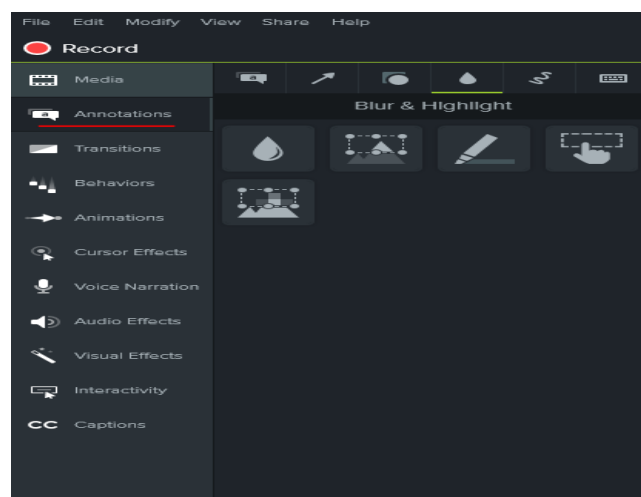 File Edit Modify View Share Help
Record
Media
a Annotations
Transitions
Behaviors
Animations
Cursor Effects
Voice Narration
Audio Effects
Visual Effects
Interactivity
CC Captions
a
Blur & Highlight